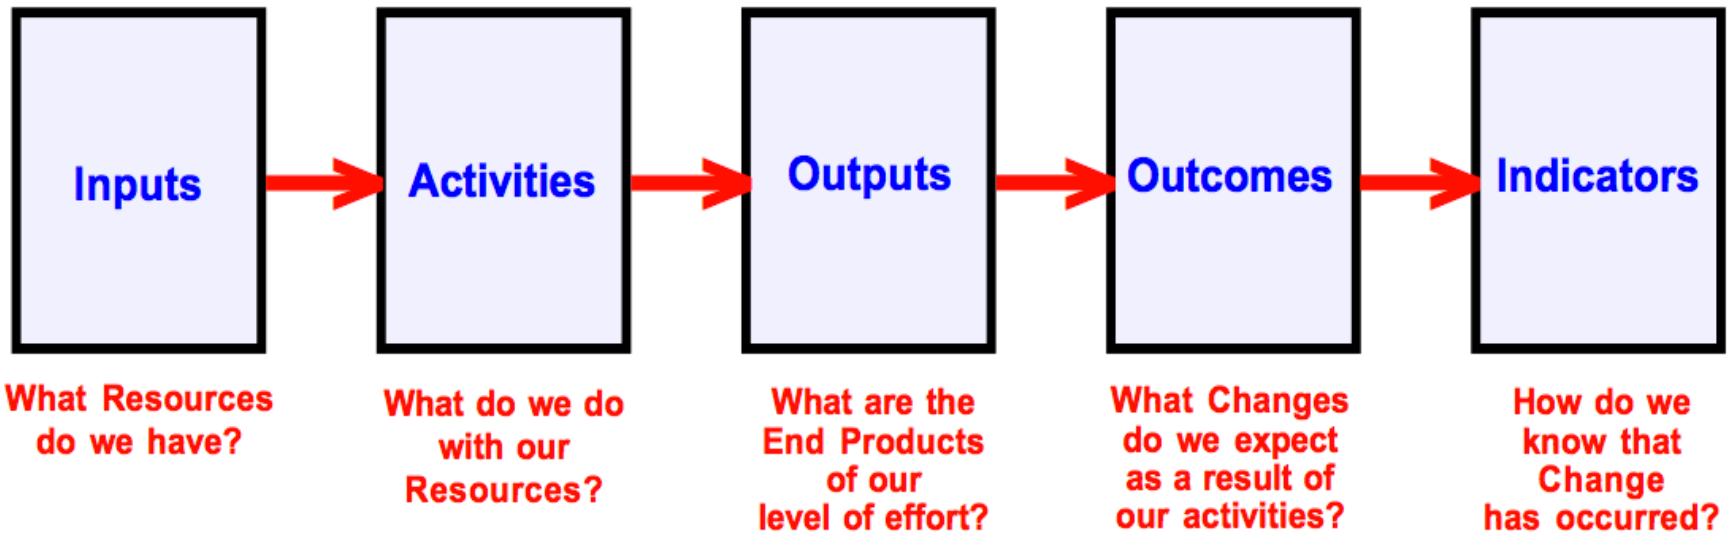 Inputs
Activities
Outputs
Outcomes
Indicators
What Resources
do we have?
What do we do
with our
Resources?
What are the
End Products
of our
level of effort?
What Changes
do we expect
as a result of
our activities?
How do we
know that
Change
has occurred?